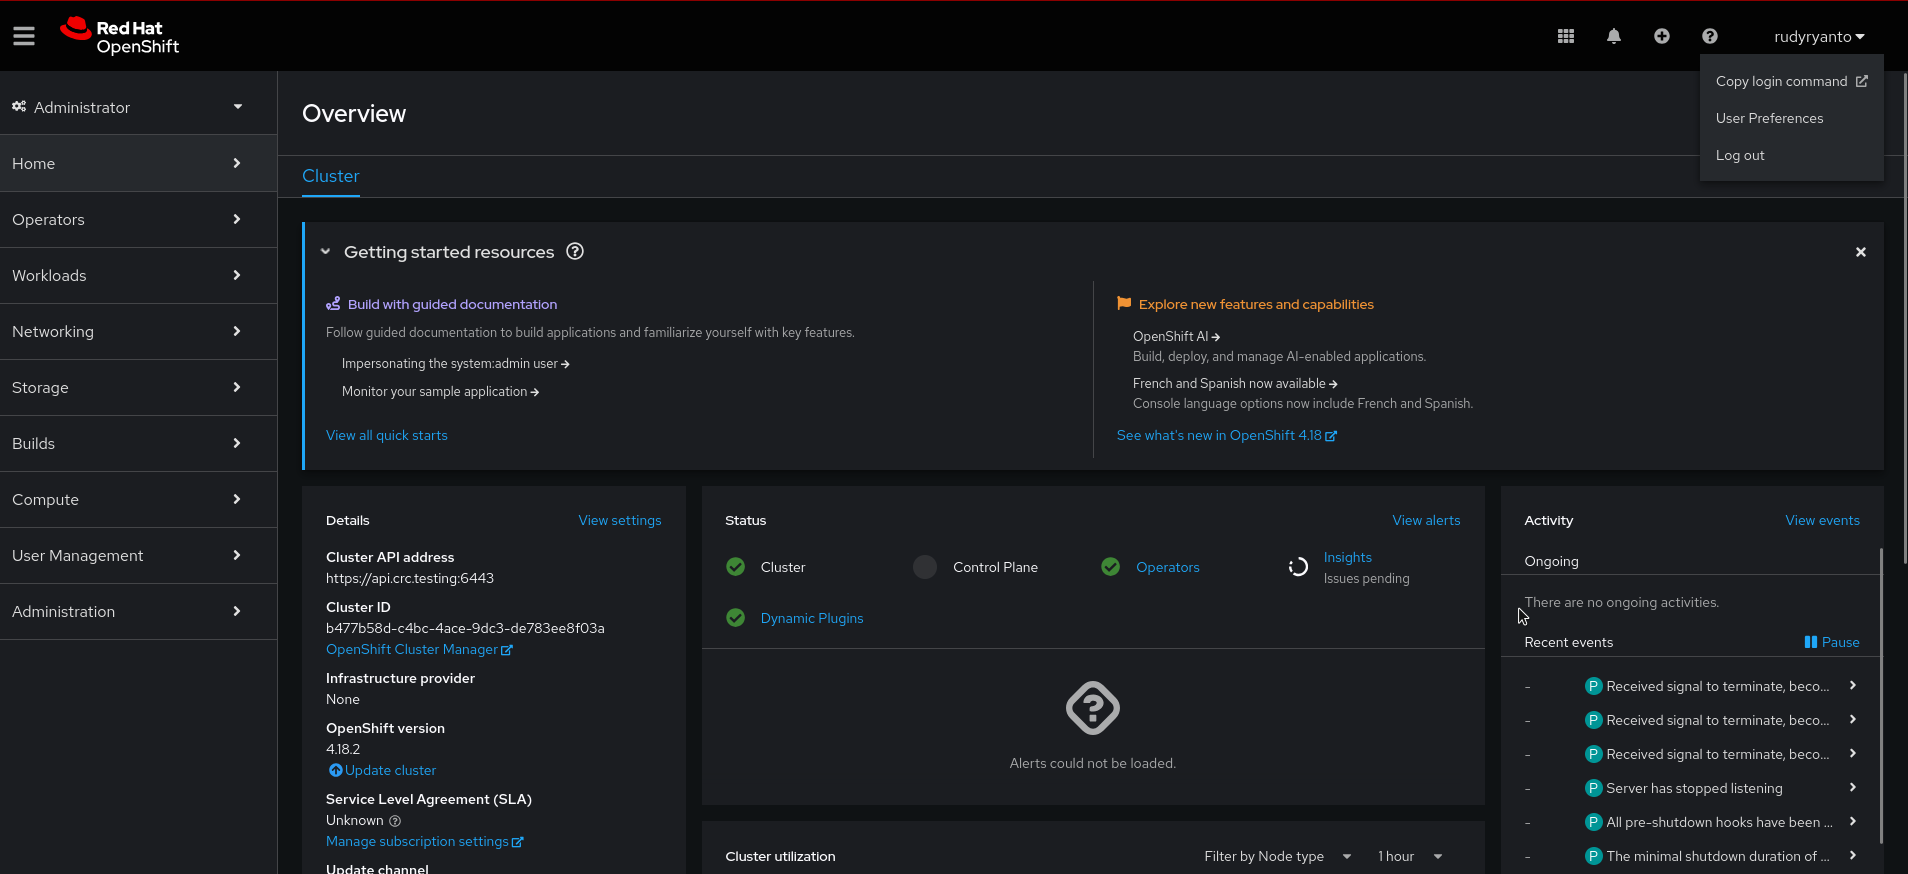 Red Hat
OpenShift
rudyryanto
Copy login command
User Preferences
Log out
Administrator
Home
Operators
Workloads
Networking
Storage
Builds
Compute
User Management
Administration
Overview
Cluster
Getting started resources
Build with guided documentation
Follow guided documentation to build applications and familiarize yourself with key features.
Impersonating the system:admin user
Monitor your sample application
View all quick starts
Explore new features and capabilities
OpenShift AI
Build, deploy, and manage AI-enabled applications.
French and Spanish now available
Console language options now include French and Spanish.
See what's new in OpenShift 4.18
Details
View settings
Cluster API address
https://api.crc.testing:6443
Cluster ID
b477b58d-c4bc-4ace-9dc3-de783ee8f03a
OpenShift Cluster Manager
Infrastructure provider
None
OpenShift version
4.18.2
Update cluster
Service Level Agreement (SLA)
Unknown
Manage subscription settings
Update channel
Status
View alerts
Cluster
Control Plane
Operators
Insights
Issues pending
Dynamic Plugins
Alerts could not be loaded.
Cluster utilization
Filter by Node type
1 hour
Activity
View events
Ongoing
There are no ongoing activities.
Recent events
Pause
- P Received signal to terminate, beco...
- P Received signal to terminate, beco...
- P Received signal to terminate, beco...
- P Server has stopped listening
- P All pre-shutdown hooks have been ...
- P The minimal shutdown duration of ...